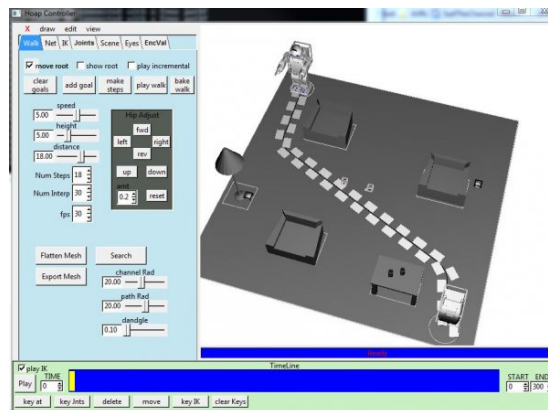 Hoap Controller
X draw edit view
Walk Net IK Joints Scene Eyes EncVal
move root show root play incremental
clear goals add goal make steps play walk bake walk
speed
5.00
height
5.00
distance
18.00
Num Steps 18
Num Interp 30
fps 30
Hip Adjust
fwd
left right
rev
up down
amt
0.2 reset
Flatten Mesh Search
Export Mesh
channel Rad
20.00
path Rad
20.00
dandgle
0.10
Ready
play IK TimeLine
Play TIME START END
0 0 300
key at key Jnts delete move key IK clear Keys